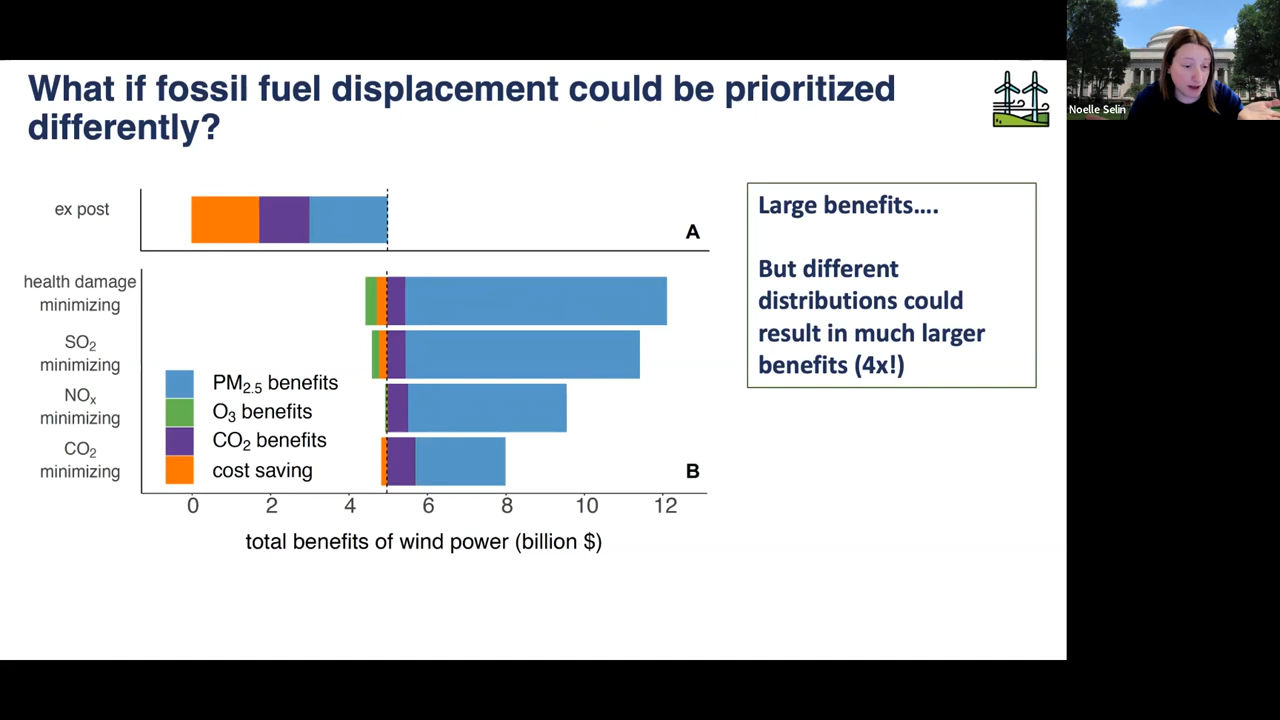 What if fossil fuel displacement could be prioritized
differently?
Noelle Selin
ex post
A
health damage
minimizing
SO₂
minimizing
NOₓ
minimizing
CO₂
minimizing
PM₂.₅ benefits
O₃ benefits
CO₂ benefits
cost saving
B
0 2 4 6 8 10 12
total benefits of wind power (billion $)
Large benefits....
But different
distributions could
result in much larger
benefits (4x!)